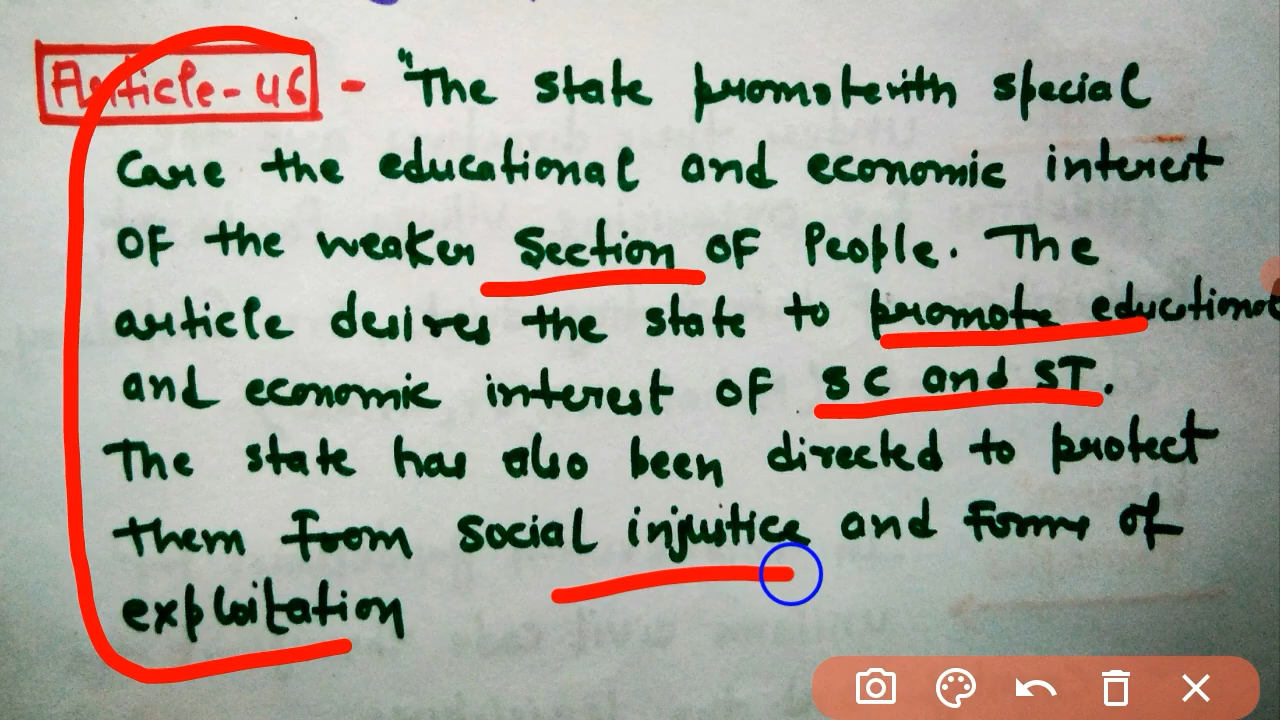 Article-46 - "The state promotewith special
Care the educational and economic interest
OF the weaker Section OF People. The
article desires the state to promote educational
and economic interest OF SC and ST.
The state has also been directed to protect
them from social injustice and forms of
exploitation